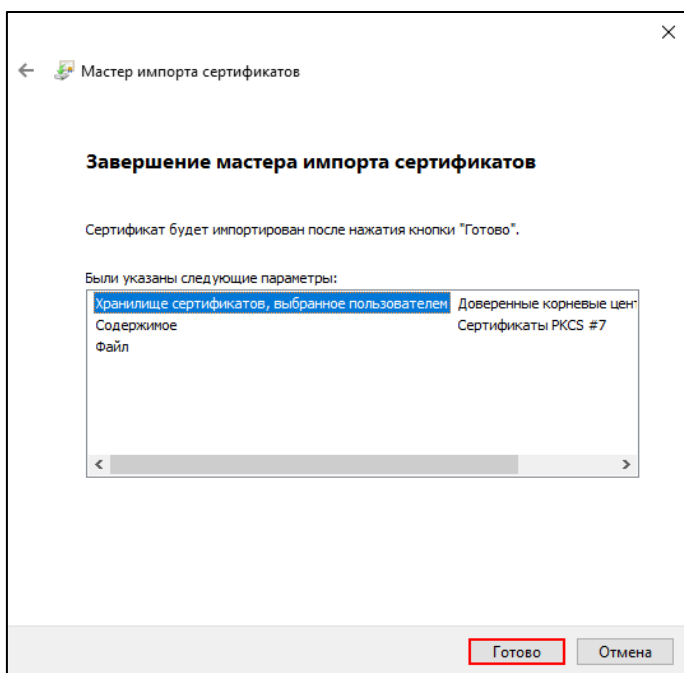 Мастер импорта сертификатов
Завершение мастера импорта сертификатов
Сертификат будет импортирован после нажатия кнопки "Готово".
Были указаны следующие параметры:
Хранилище сертификатов, выбранное пользователем Доверенные корневые цен
Содержимое Сертификаты PKCS #7
Файл
Готово Отмена